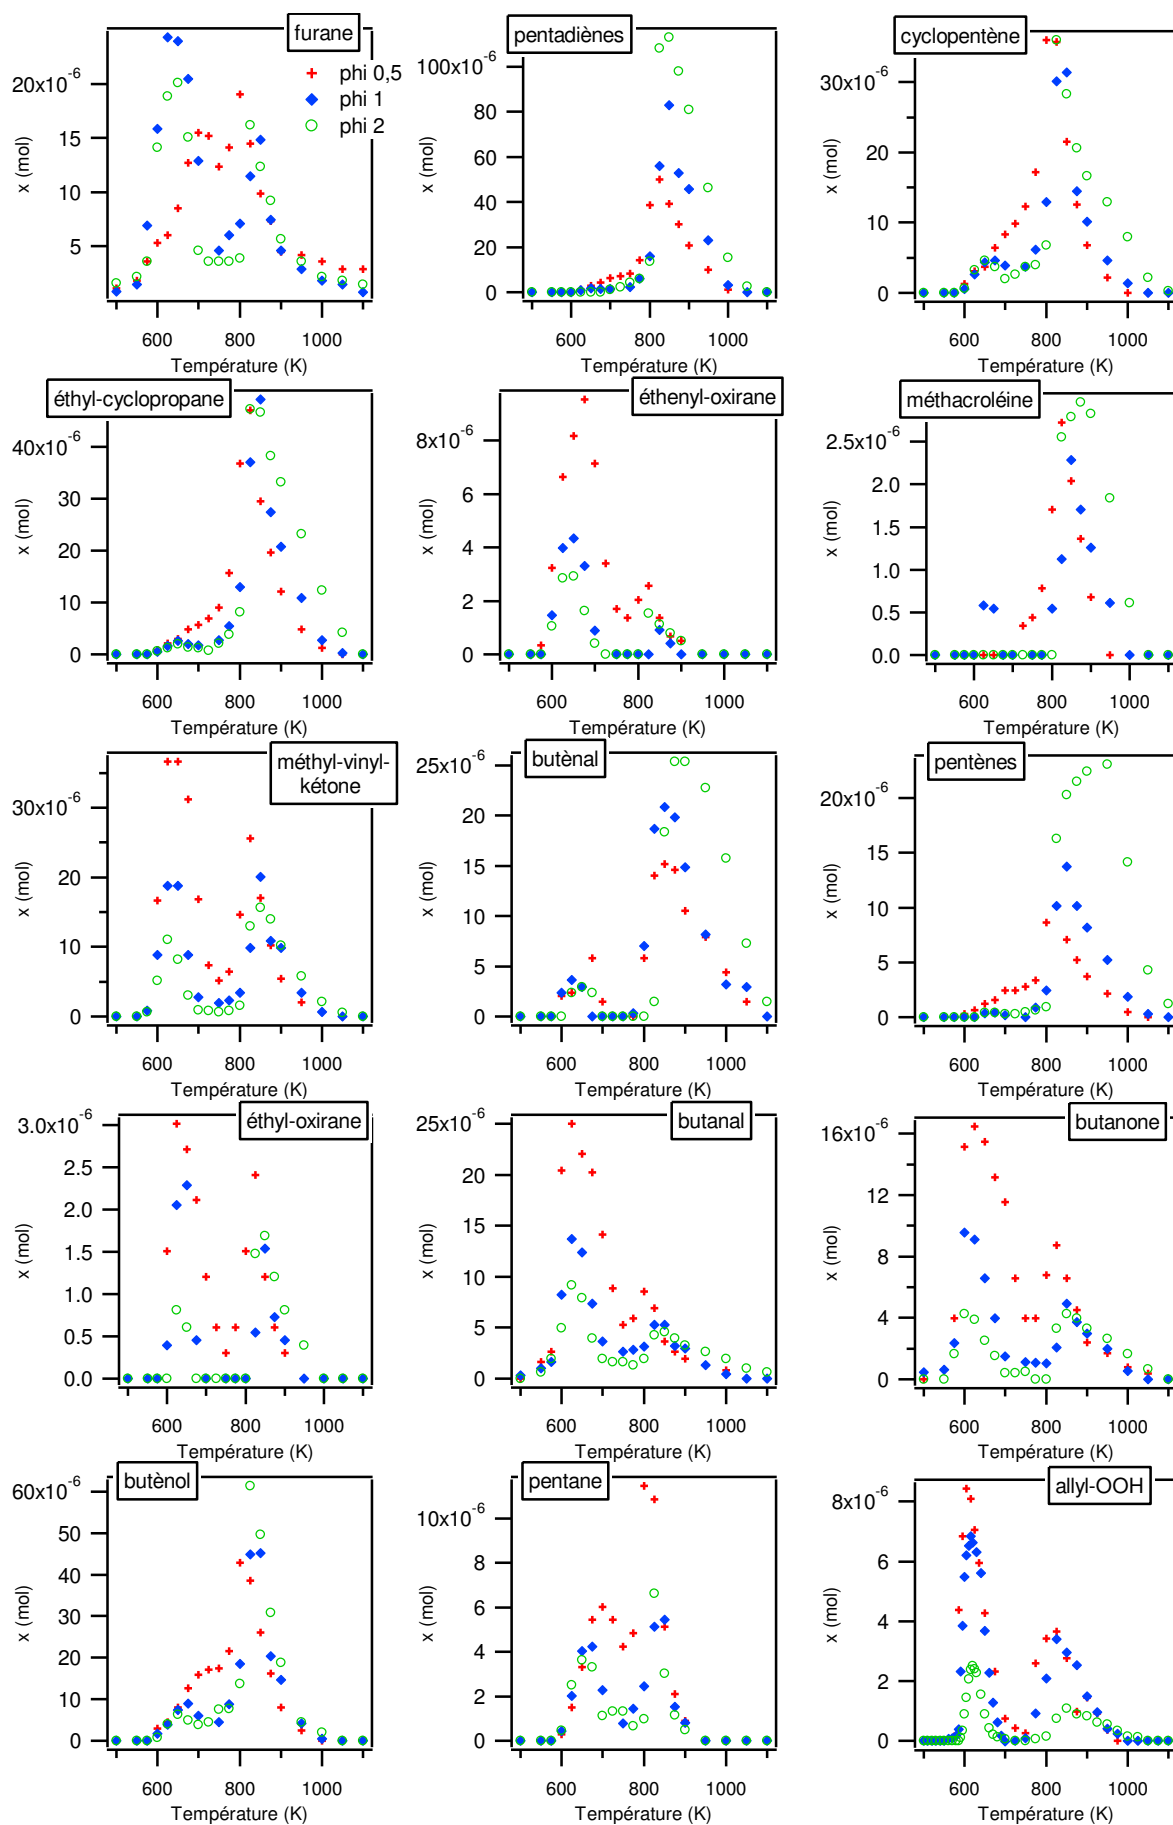 furane
20x10-6
15
10
5
x (mol)
phi 0,5
phi 1
phi 2
600
800
1000
Température (K)
pentadiènes
100x10-6
80
60
40
20
0
x (mol)
600
800
1000
Température (K)
cyclopentène
30x10-6
20
10
0
x (mol)
600
800
1000
Température (K)
éthyl-cyclopropane
40x10-6
30
20
10
0
x (mol)
600
800
1000
Température (K)
éthenyl-oxirane
8x10-6
6
4
2
0
x (mol)
600
800
1000
Température (K)
méthacroléine
2.5x10-6
2.0
1.5
1.0
0.5
0.0
x (mol)
600
800
1000
Température (K)
méthyl-vinyl-
kétone
30x10-6
20
10
0
x (mol)
600
800
1000
Température (K)
butènal
25x10-6
20
15
10
5
0
x (mol)
600
800
1000
Température (K)
pentènes
20x10-6
15
10
5
0
x (mol)
600
800
1000
Température (K)
éthyl-oxirane
3.0x10-6
2.5
2.0
1.5
1.0
0.5
0.0
x (mol)
600
800
1000
Température (K)
butanal
25x10-6
20
15
10
5
0
x (mol)
600
800
1000
Température (K)
butanone
16x10-6
12
8
4
0
x (mol)
600
800
1000
Température (K)
butènol
60x10-6
50
40
30
20
10
0
x (mol)
600
800
1000
Température (K)
pentane
10x10-6
8
6
4
2
0
x (mol)
600
800
1000
Température (K)
allyl-OOH
8x10-6
6
4
2
0
x (mol)
600
800
1000
Température (K)